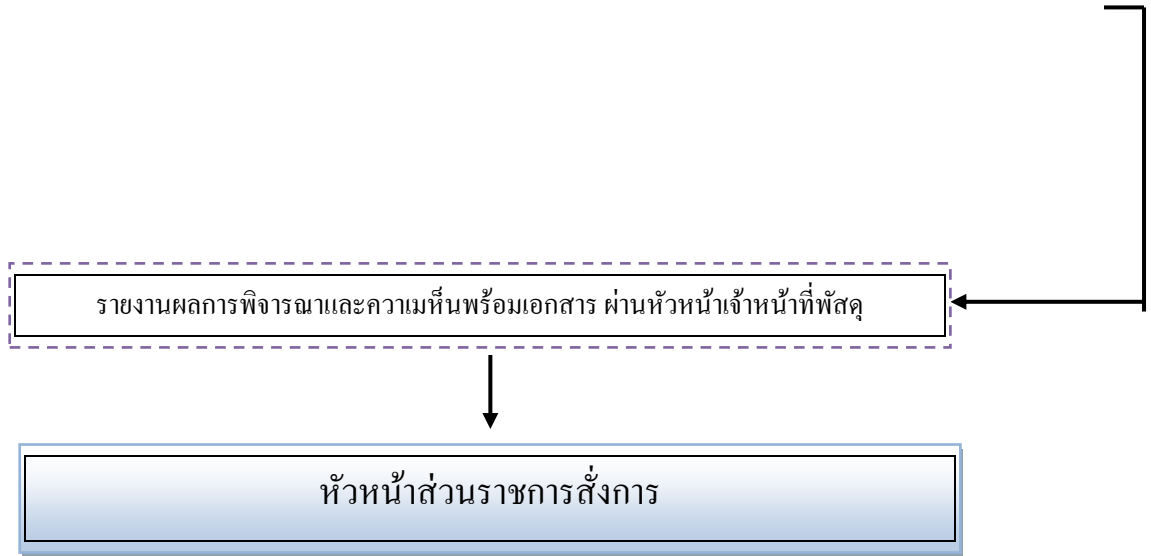 รายงานผลการพิจารณาและความเมห็นพร้อมเอกสาร ผ่านหัวหน้าเจ้าหน้าที่พัสดุ
หัวหน้าส่วนราชการสั่งการ